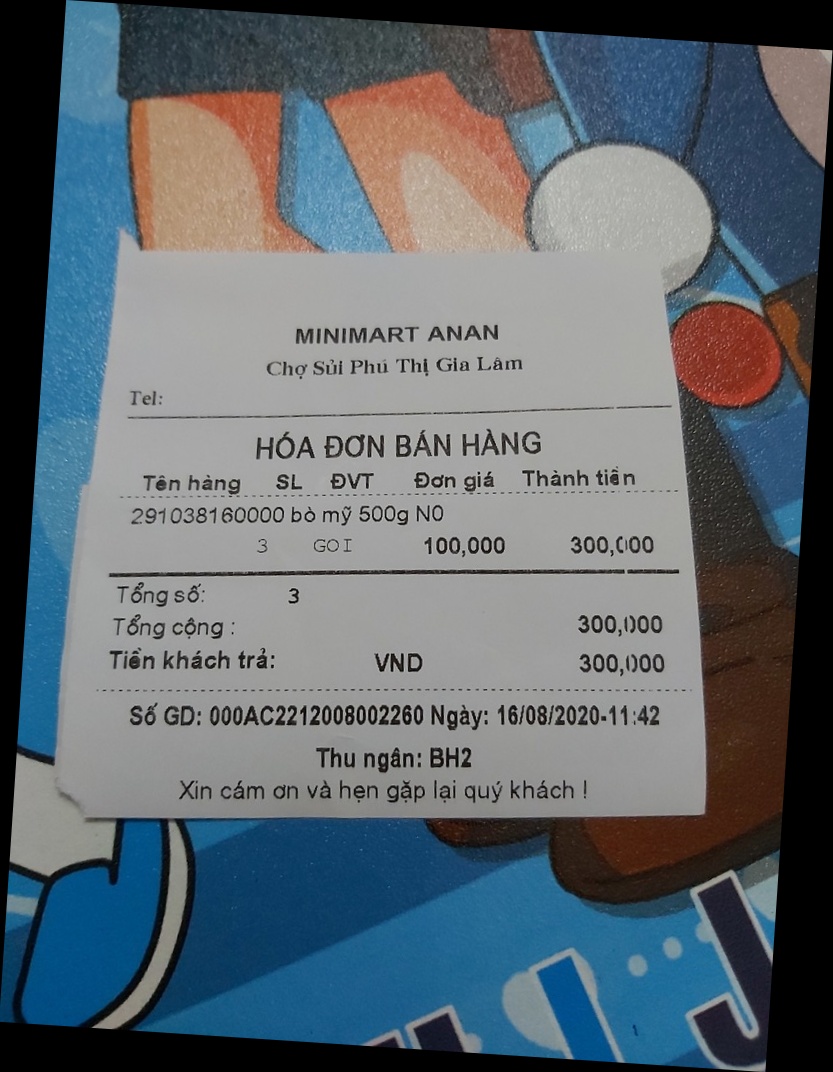 MINIMART ANAN
Chợ Sủi Phú Thị Gia Lâm
Tel:
HÓA ĐƠN BÁN HÀNG
Tên hàng SL ĐVT Đơn giá Thành tiền
291038160000 bò mỹ 500g N0
3 GOI 100,000 300,000
Tổng số: 3
Tổng cộng : 300,000
Tiền khách trả: VND 300,000
Số GD: 000AC2212008002260 Ngày: 16/08/2020-11:42
Thu ngân: BH2
Xin cám ơn và hẹn gặp lại quý khách !